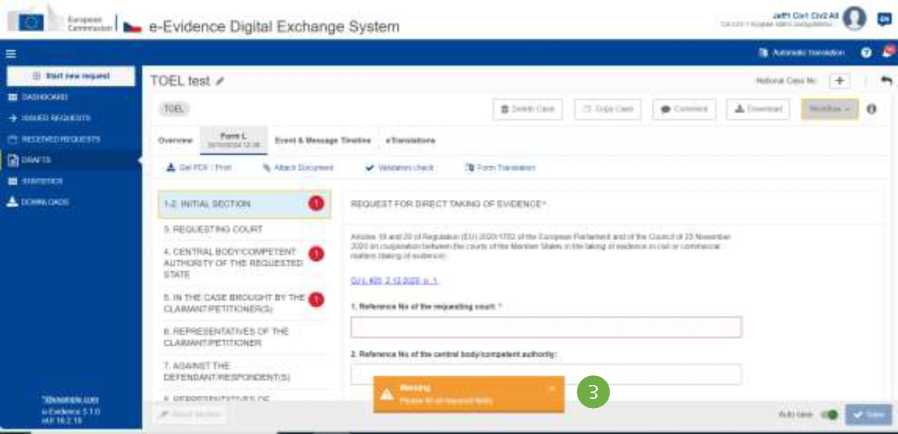 European
Commission
e-Evidence Digital Exchange System
EN
Automatic translation
Start new request
TOEL test
National Case No:
DASHBOARD
TOEL
Delete Case
Copy Case
Comment
Download
Workflow
ISSUED REQUESTS
RECEIVED REQUESTS
Overview
Form L
Event & Message Timeline
eTranslations
DRAFTS
Get PDF / Print
Attach Document
Validation check
Form Translation
STATISTICS
DOWNLOADS
1-2. INITIAL SECTION
1
REQUEST FOR DIRECT TAKING OF EVIDENCE*
3. REQUESTING COURT
4. CENTRAL BODY/COMPETENT
AUTHORITY OF THE REQUESTED
STATE
1
Articles 19 and 20 of Regulation (EU) 2020/1783 of the European Parliament and of the Council of 25 November
2020 on cooperation between the courts of the Member States in the taking of evidence in civil or commercial
matters (taking of evidence)
OJ L 405, 2.12.2020, p. 1.
5. IN THE CASE BROUGHT BY THE
CLAIMANT/PETITIONER(S)
1
1. Reference No of the requesting court: *
6. REPRESENTATIVES OF THE
CLAIMANT/PETITIONER
2. Reference No of the central body/competent authority:
7. AGAINST THE
DEFENDANT/RESPONDENT(S)
8. REPRESENTATIVES OF
Warning
Please fill all required fields
3
e-Evidence 5.1.0
Auto save
Save